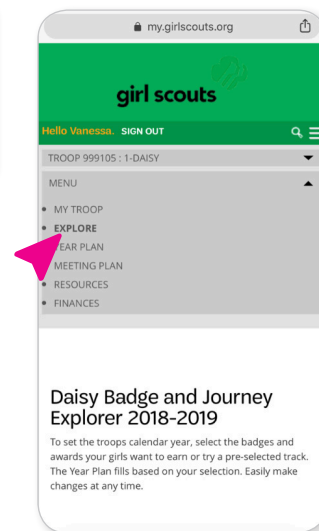 my.girlscouts.org
girl scouts
Hello Vanessa. SIGN OUT
TROOP 999105 : 1-DAISY
MENU
MY TROOP
EXPLORE
YEAR PLAN
MEETING PLAN
RESOURCES
FINANCES
Daisy Badge and Journey
Explorer 2018-2019
To set the troops calendar year, select the badges and
awards your girls want to earn or try a pre-selected track.
The Year Plan fills based on your selection. Easily make
changes at any time.